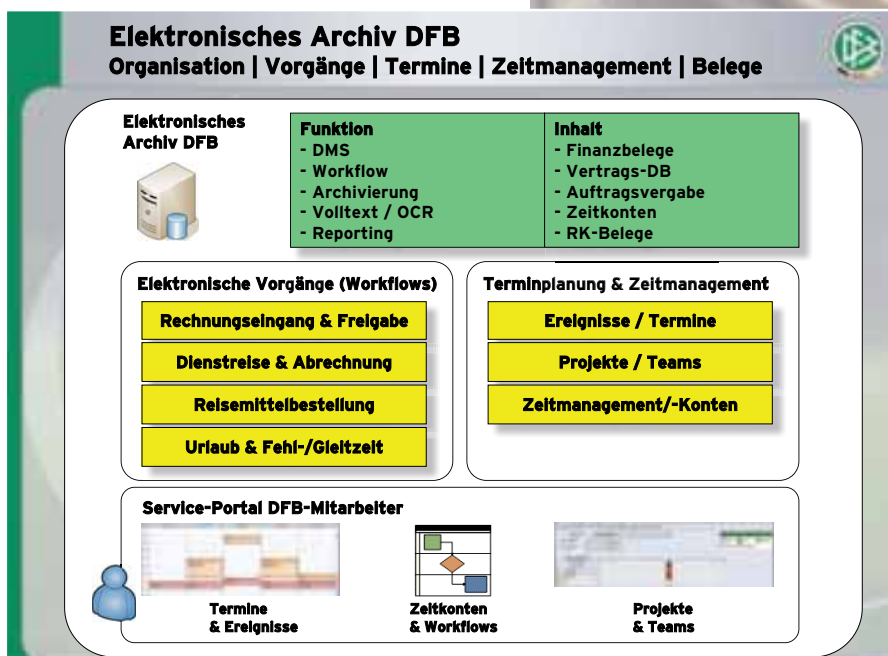 Elektronisches Archiv DFB
Organisation | Vorgänge | Termine | Zeitmanagement | Belege
Elektronisches
Archiv DFB
Funktion
- DMS
- Workflow
- Archivierung
- Volltext / OCR
- Reporting
Inhalt
- Finanzbelege
- Vertrags-DB
- Auftragsvergabe
- Zeitkonten
- RK-Belege
Elektronische Vorgänge (Workflows)
Rechnungseingang & Freigabe
Dienstreise & Abrechnung
Reisemittelbestellung
Urlaub & Fehl-/Gleitzeit
Terminplanung & Zeitmanagement
Ereignisse / Termine
Projekte / Teams
Zeitmanagement/-Konten
Service-Portal DFB-Mitarbeiter
Termine
& Ereignisse
Zeitkonten
& Workflows
Projekte
& Teams